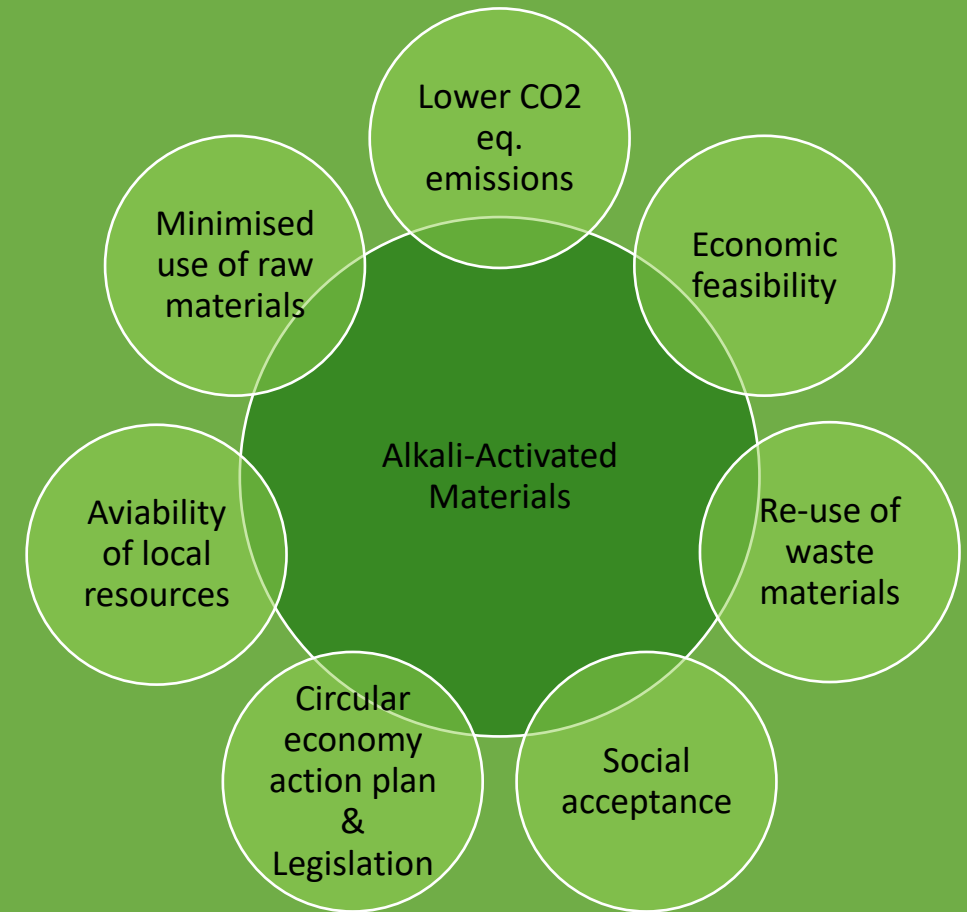 Lower CO2
eq.
emissions
Economic
feasibility
Re-use of
waste
materials
Social
acceptance
Circular
economy
action plan
&
Legislation
Aviability
of local
resources
Minimised
use of raw
materials
Alkali-Activated
Materials